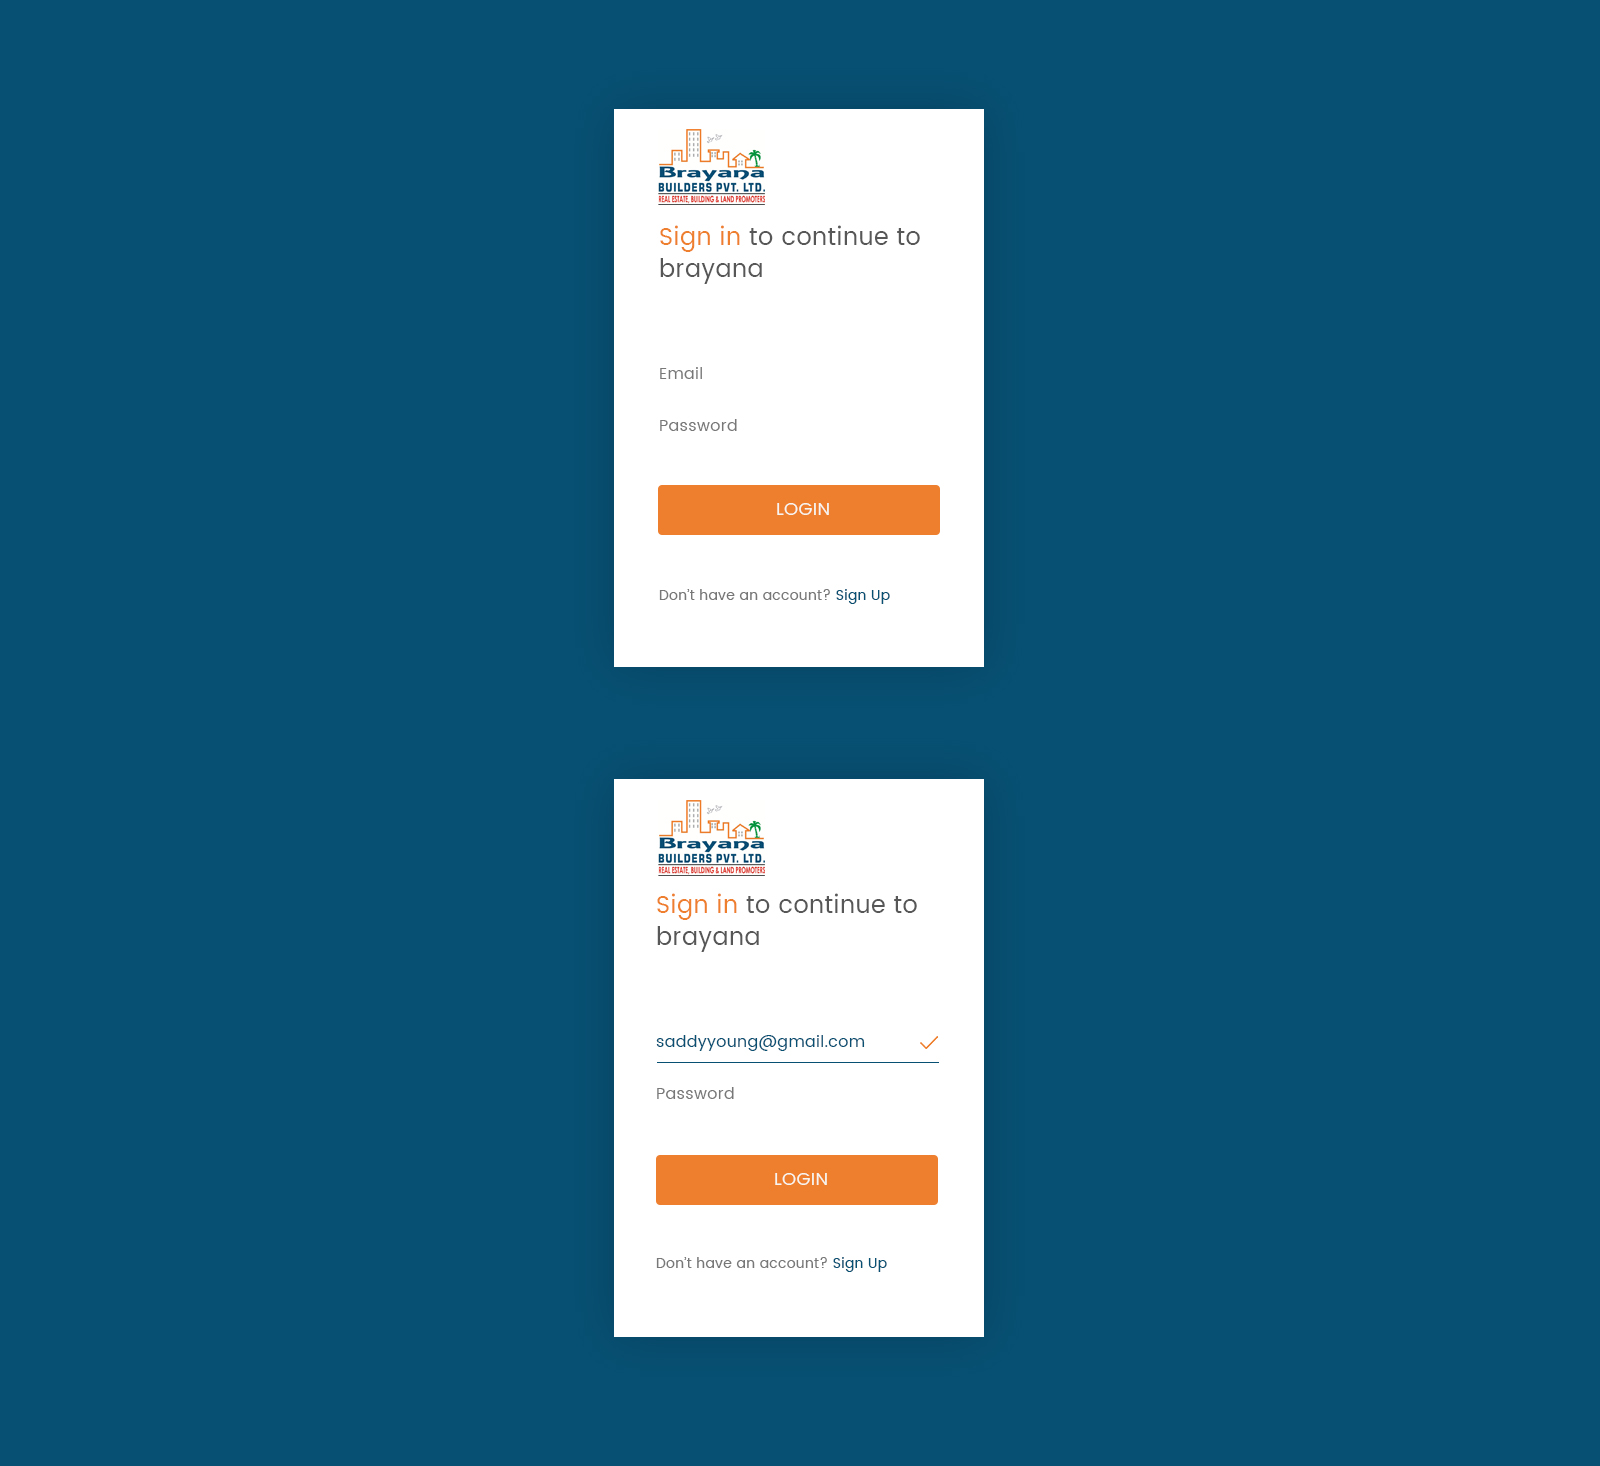 Brayana
BUILDERS PVT. LTD.
REAL ESTATE, BUILDING & LAND PROMOTERS
Sign in to continue to
brayana
Email
Password
LOGIN
Don't have an account? Sign Up
Brayana
BUILDERS PVT. LTD.
REAL ESTATE, BUILDING & LAND PROMOTERS
Sign in to continue to
brayana
saddyyoung@gmail.com
Password
LOGIN
Don't have an account? Sign Up